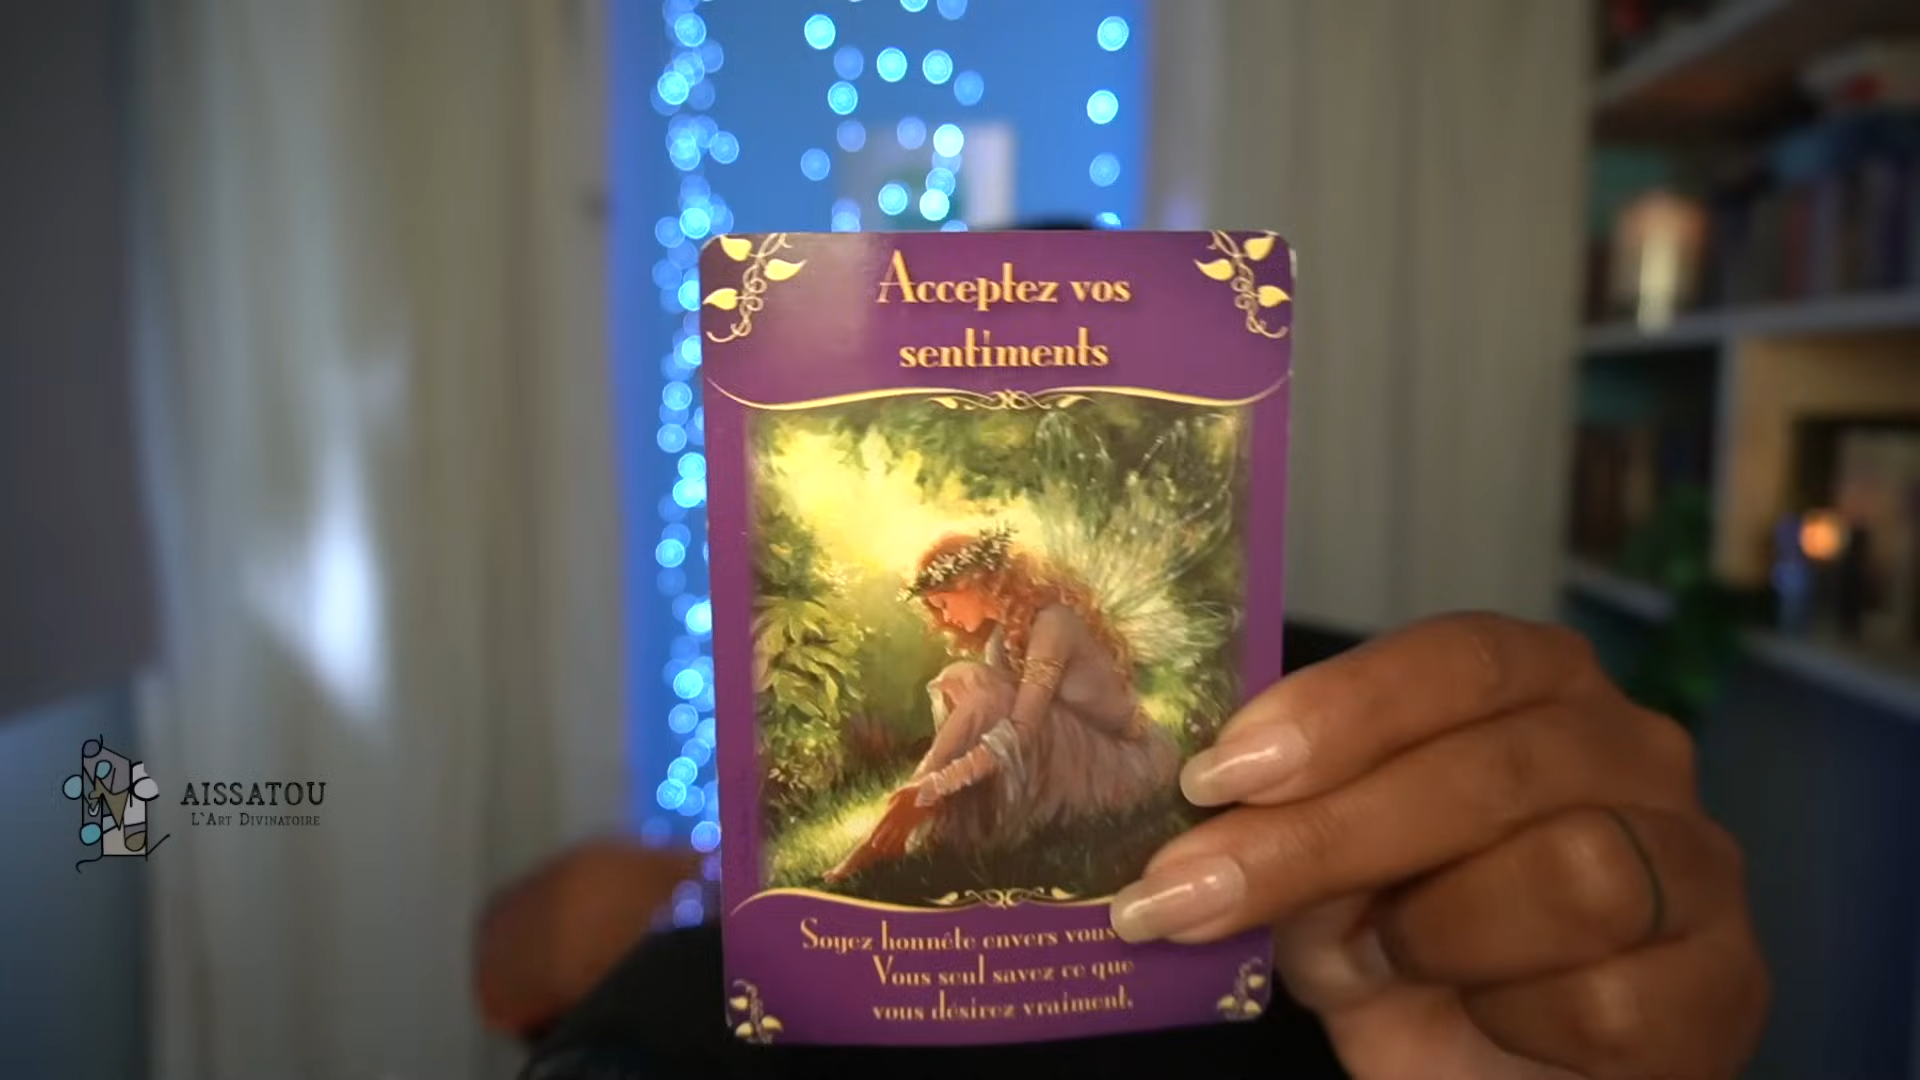 Acceptez vos
sentiments
Soyez honnête envers vous
Vous seul savez ce que
vous désirez vraiment.
AISSATOU
L'ART DIVINATOIRE